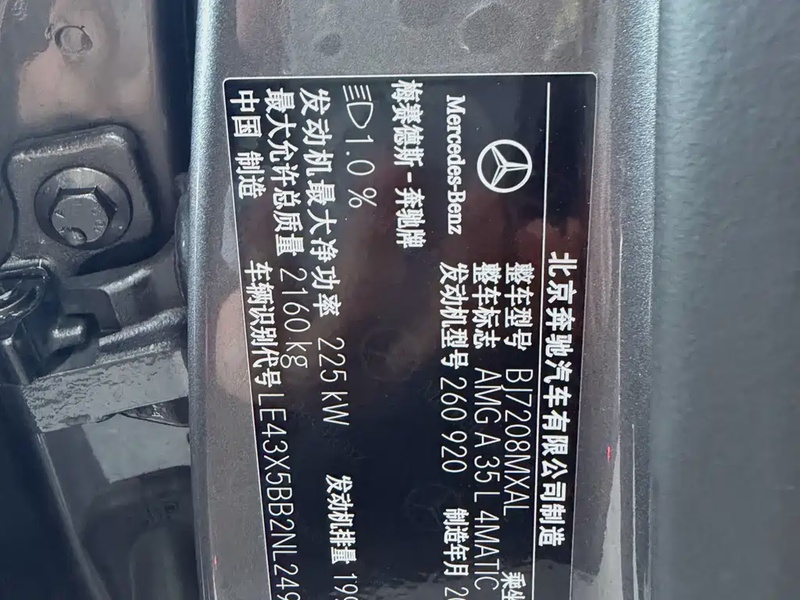 北京奔驰汽车有限公司制造
Mercedes-Benz
梅赛德斯-奔驰牌
整车型号 BJ7208MXAL
整车标志 AMG A 35 L 4MATIC
发动机型号 260 920
乘坐
制造年月 20
1.0 %
发动机最大净功率 225 kW
发动机排量 199
最大允许总质量 2160 kg
中国 制造
车辆识别代号 LE43X5BB2NL249